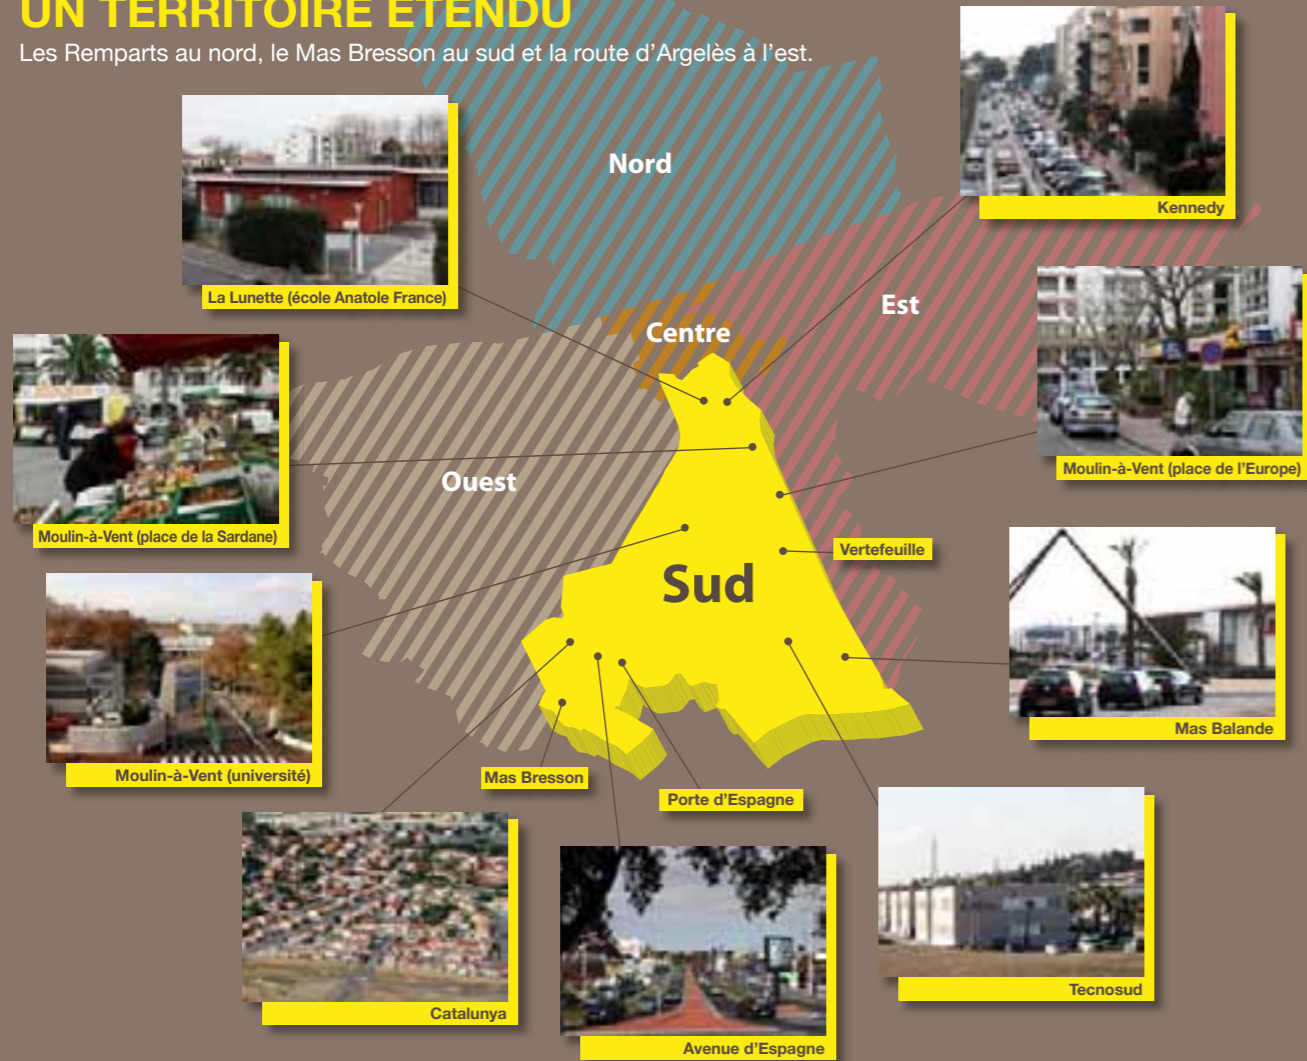 UN TERRITOIRE ÉTENDU
Les Remparts au nord, le Mas Bresson au sud et la route d'Argelès à l'est.
Nord
Kennedy
La Lunette (école Anatole France)
Est
Centre
Moulin-à-Vent (place de l'Europe)
Ouest
Moulin-à-Vent (place de la Sardane)
Vertefeuille
Sud
Mas Balande
Moulin-à-Vent (université)
Mas Bresson
Porte d'Espagne
Tecnosud
Catalunya
Avenue d'Espagne